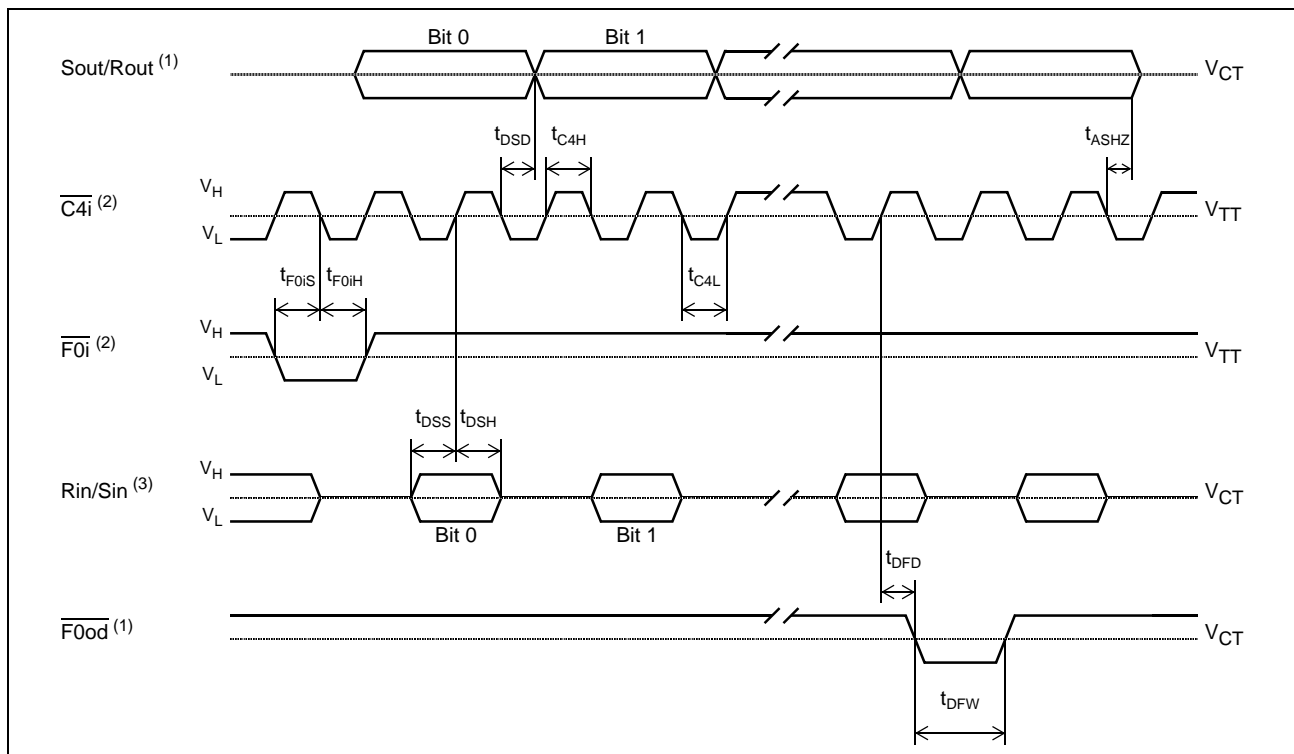 Bit 0 Bit 1
Sout/Rout (1) VCT
tDSD tC4H tASHZ
VH
C4i (2) VTT
VL
tF0iS tF0iH tC4L
VH
F0i (2) VTT
VL
tDSS tDSH
VH
Rin/Sin (3) VCT
VL
Bit 0 Bit 1
tDFD
F0od (1) VCT
tDFW